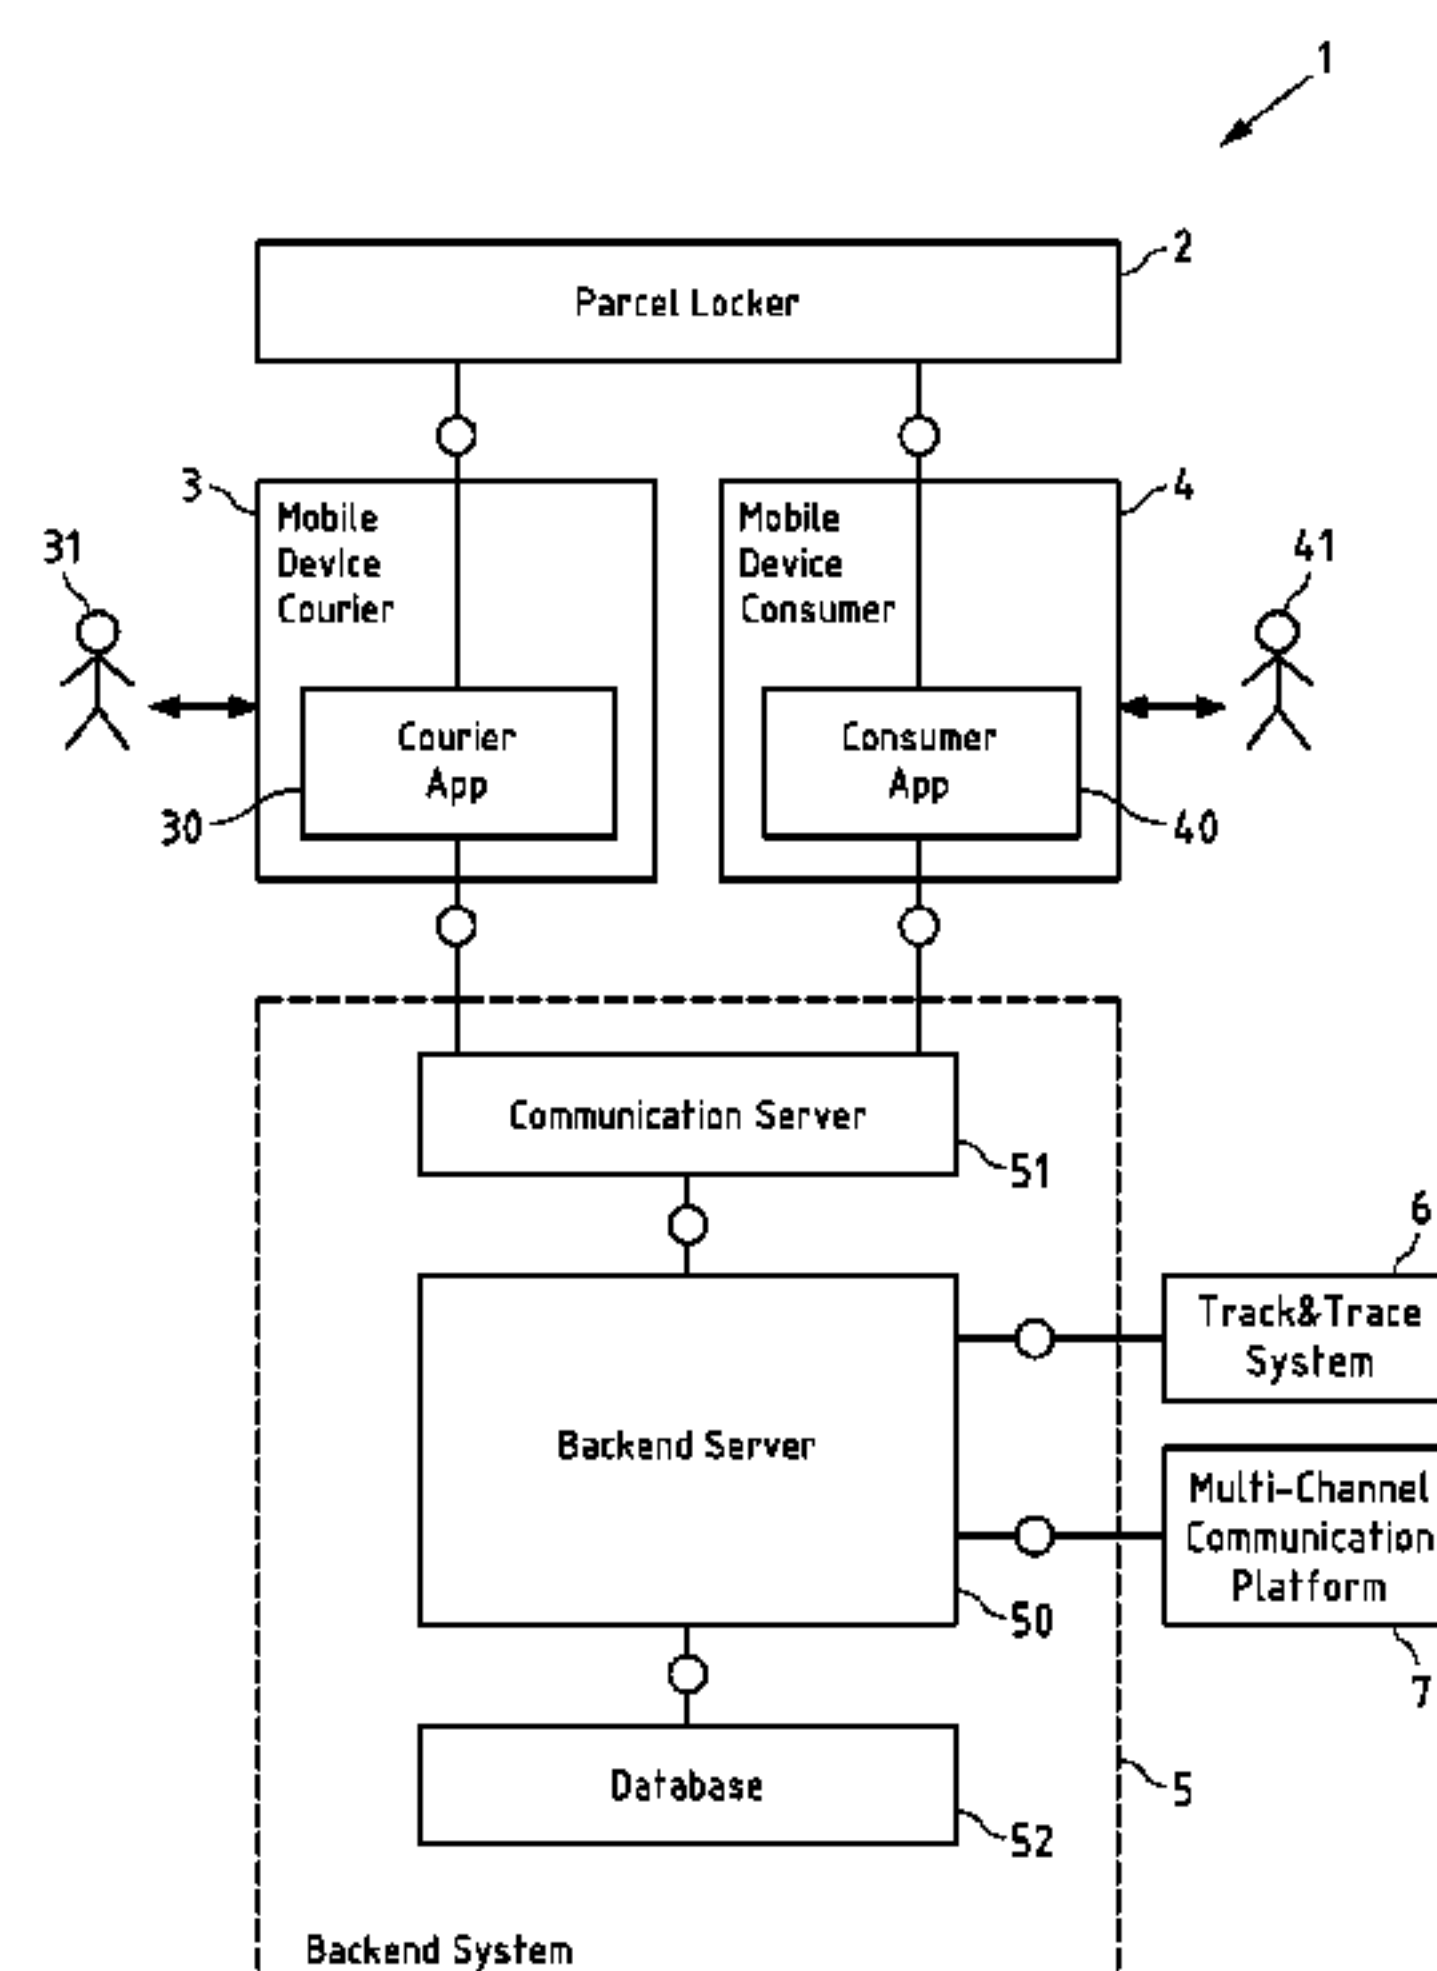 1
2
Parcel Locker
3
Mobile
Device
Courier
4
Mobile
Device
Consumer
31
41
Courier
App
Consumer
App
30
40
Communication Server
51
6
Track&Trace
System
Backend Server
Multi-Channel
Communication
Platform
50
7
Database
5
52
Backend System